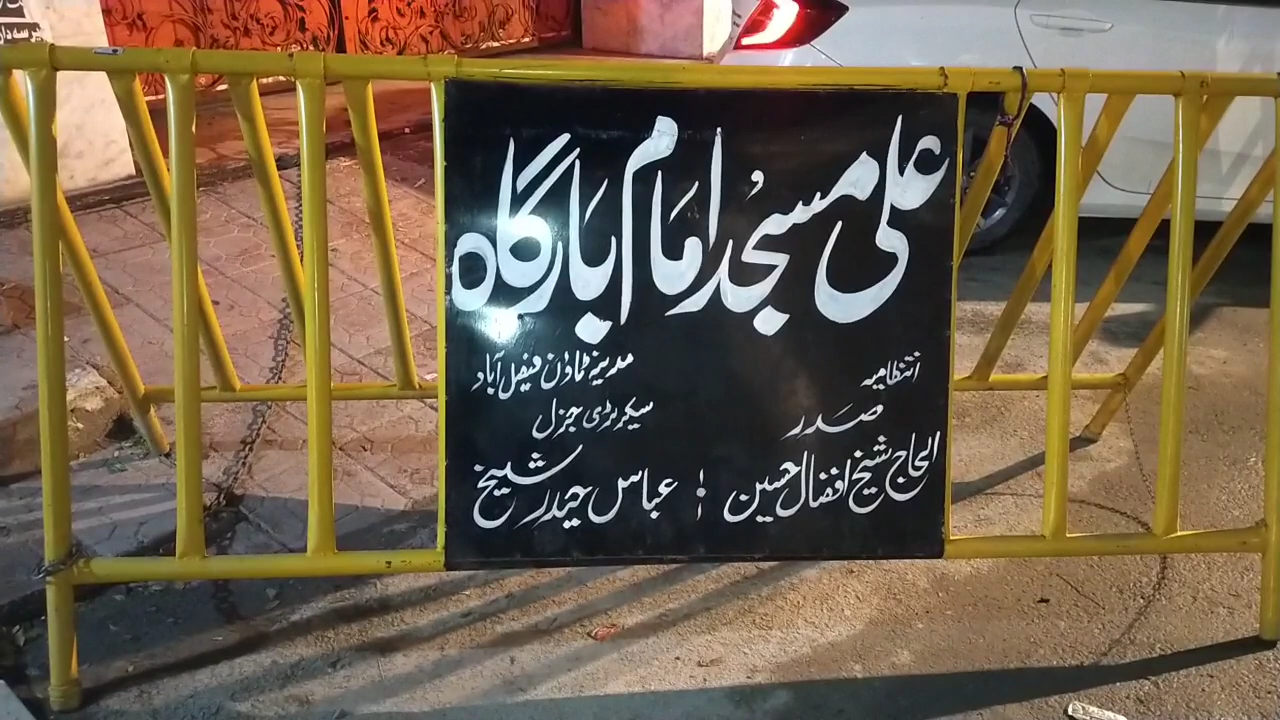 علی مسجد امام بارگاہ
انتظامیہ
مدینہ ٹاؤن فیصل آباد
صدر
سیکرٹری جنرل
الحاج شیخ افضال حسین
عباس حیدر شیخ